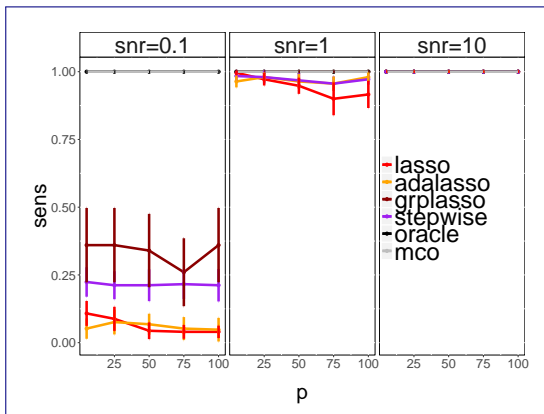 snr=0.1 snr=1 snr=10
1.00
0.75
0.50
0.25
0.00
sens
lasso
adalasso
grplasso
stepwise
oracle
mco
25 50 75 100 25 50 75 100 25 50 75 100
p